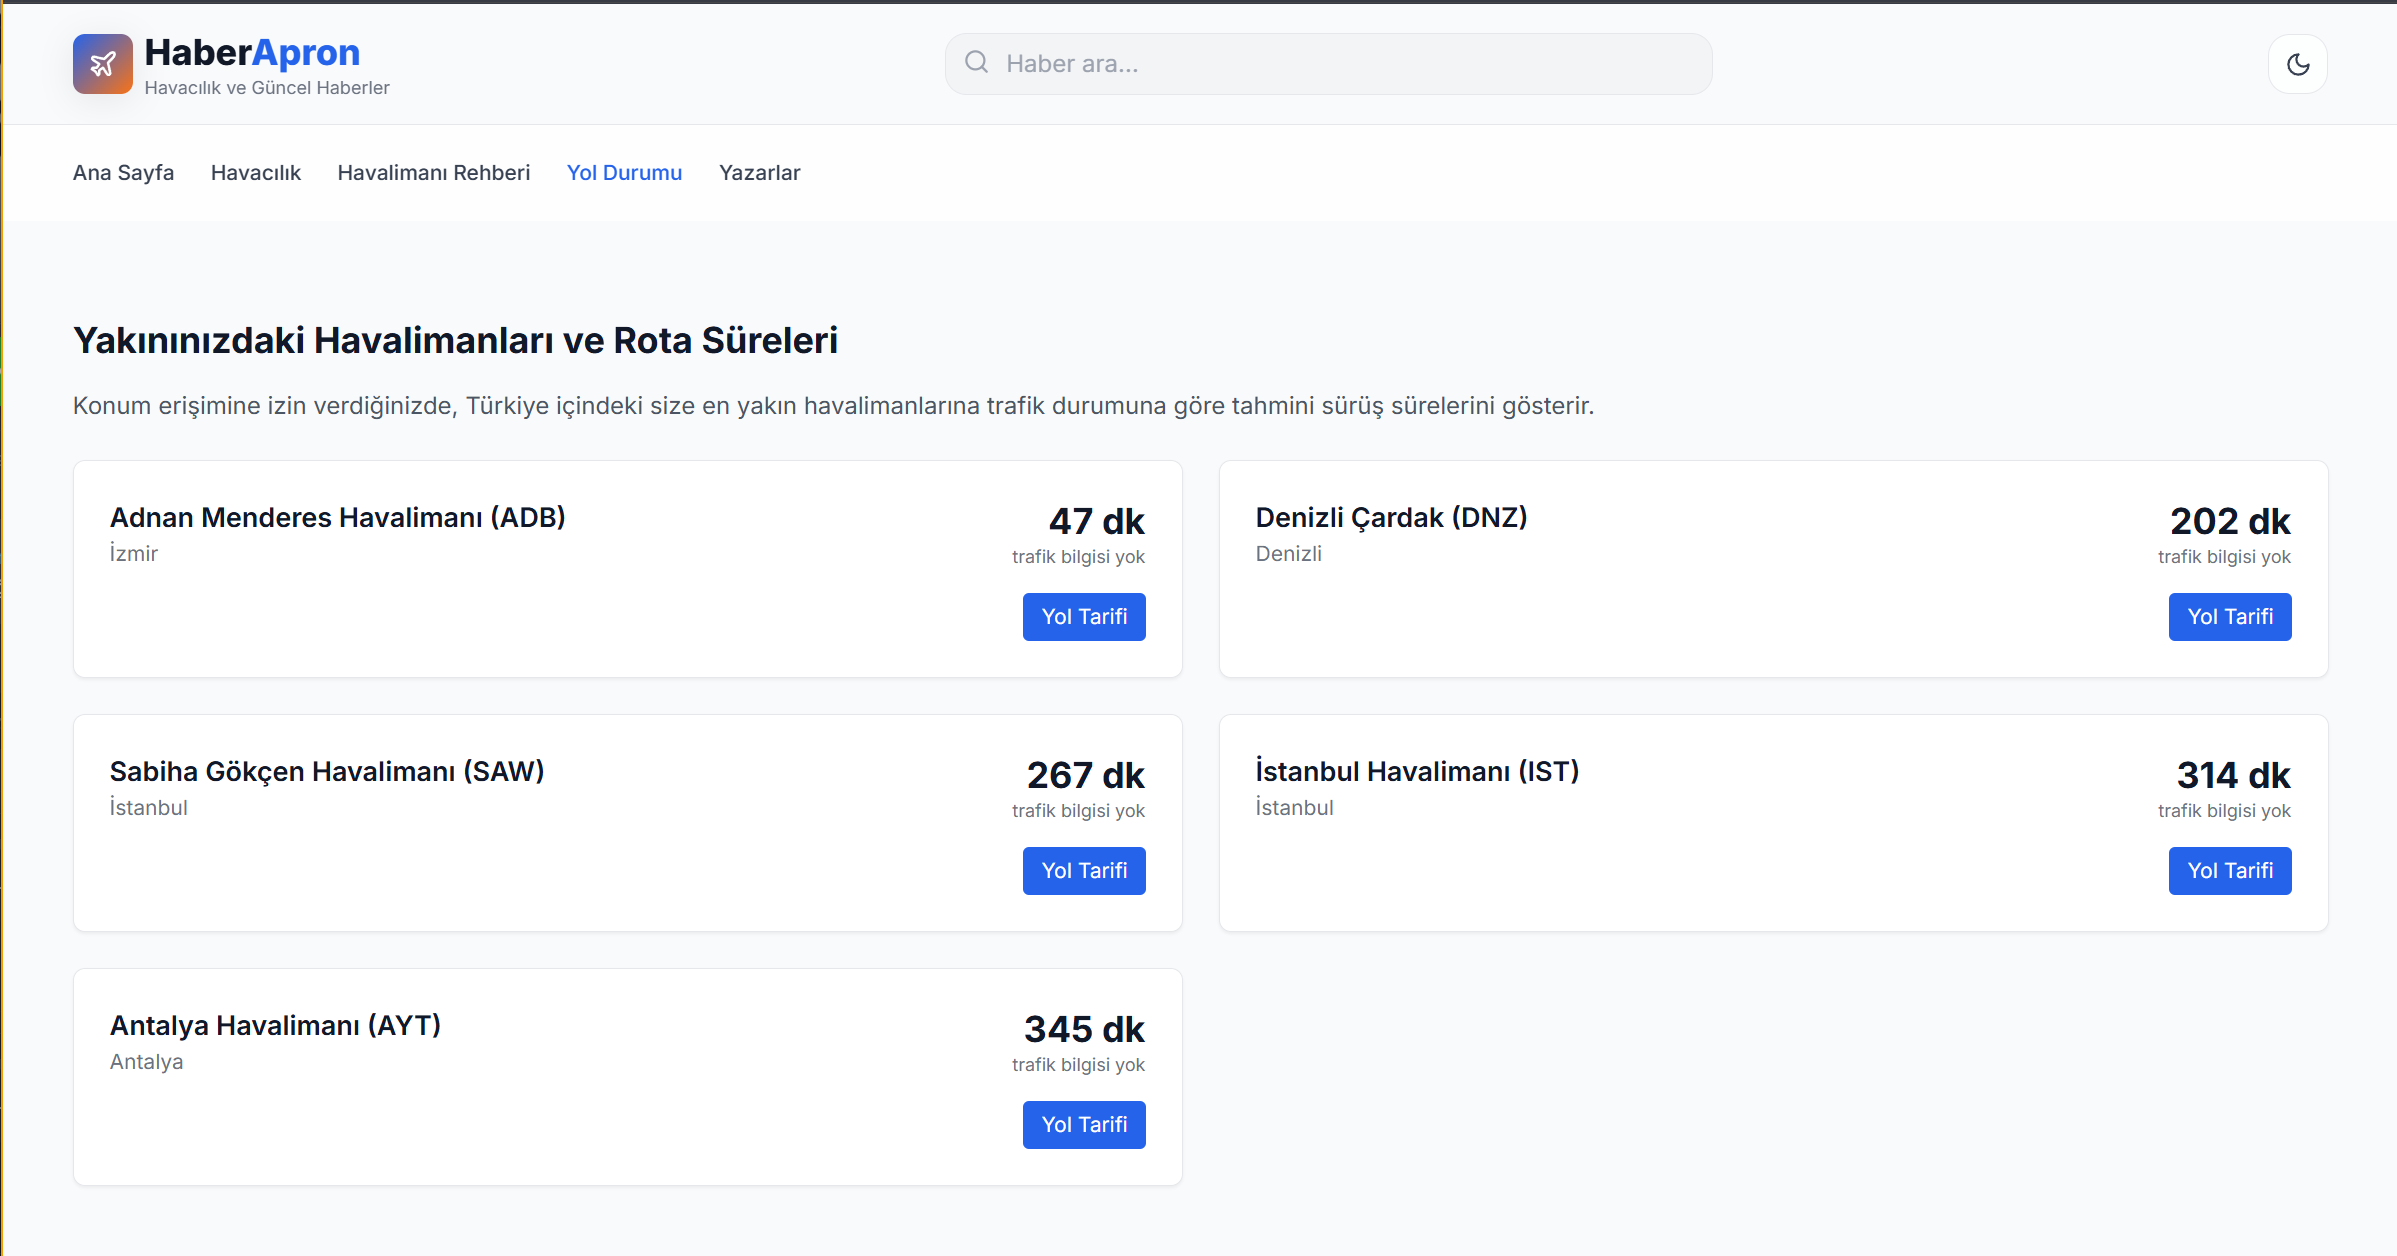 HaberApron
Havacılık ve Güncel Haberler
Haber ara...
Ana Sayfa
Havacılık
Havalimanı Rehberi
Yol Durumu
Yazarlar
Yakınınızdaki Havalimanları ve Rota Süreleri
Konum erişimine izin verdiğinizde, Türkiye içindeki size en yakın havalimanlarına trafik durumuna göre tahmini sürüş sürelerini gösterir.
Adnan Menderes Havalimanı (ADB)
İzmir
47 dk
trafik bilgisi yok
Yol Tarifi
Denizli Çardak (DNZ)
Denizli
202 dk
trafik bilgisi yok
Yol Tarifi
Sabiha Gökçen Havalimanı (SAW)
İstanbul
267 dk
trafik bilgisi yok
Yol Tarifi
İstanbul Havalimanı (IST)
İstanbul
314 dk
trafik bilgisi yok
Yol Tarifi
Antalya Havalimanı (AYT)
Antalya
345 dk
trafik bilgisi yok
Yol Tarifi